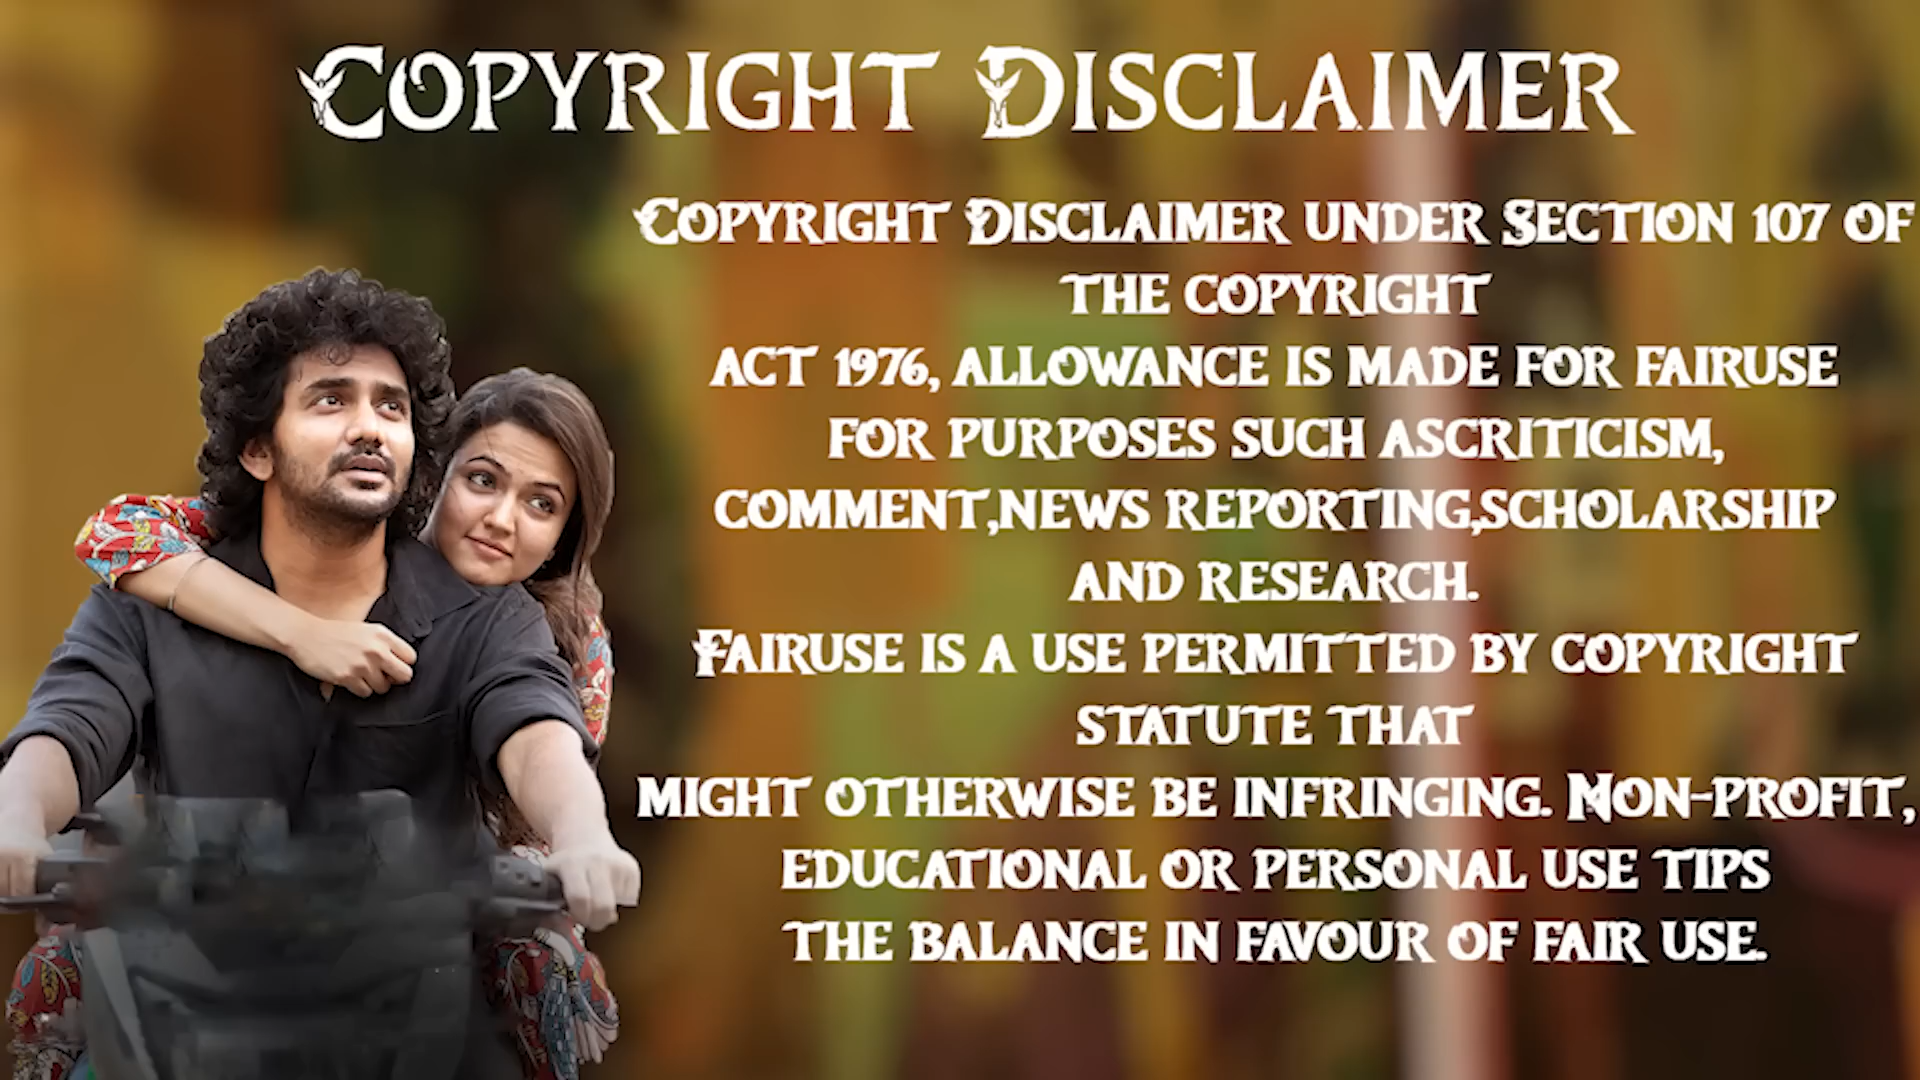 Copyright Disclaimer
Copyright Disclaimer under Section 107 of
the copyright
act 1976, allowance is made for fairuse
for purposes such ascriticism,
comment,news reporting,scholarship
and research.
Fairuse is a use permitted by copyright
statute that
might otherwise be infringing. Non-profit,
educational or personal use tips
the balance in favour of fair use.